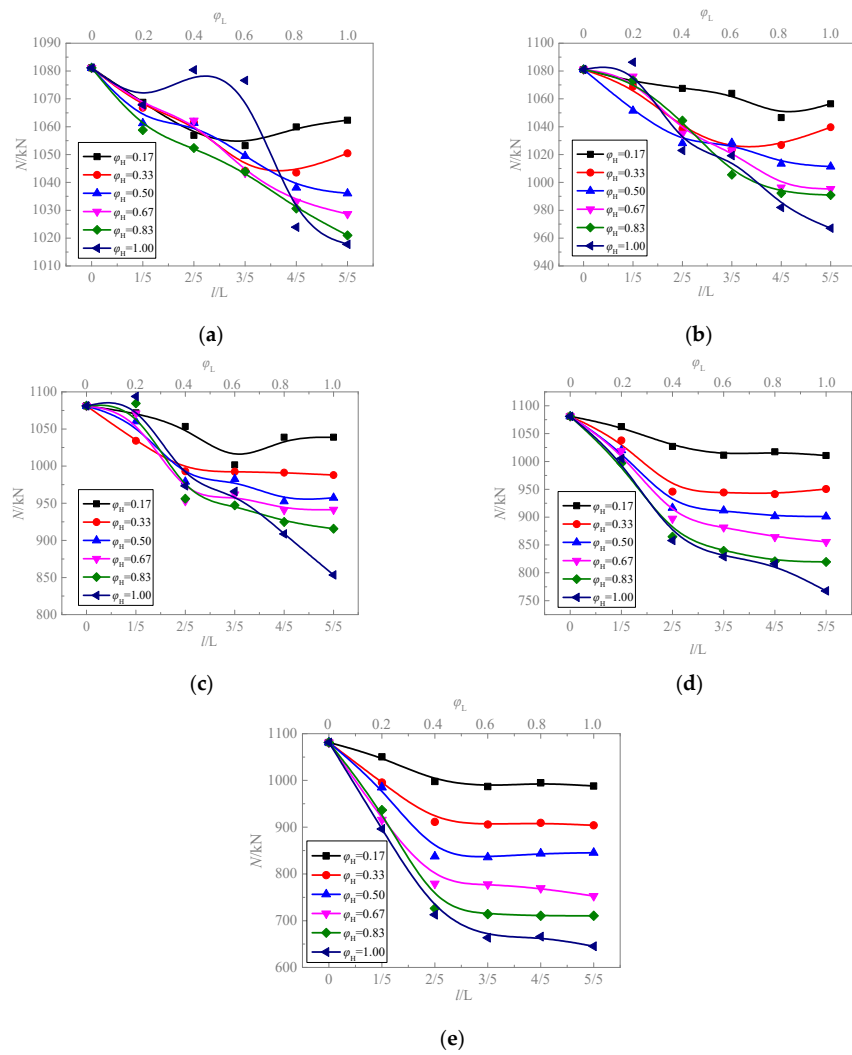 φL
0 0.2 0.4 0.6 0.8 1.0
1090
1080
1070
1060
1050
1040
1030
1020
1010
N/kN
φH=0.17
φH=0.33
φH=0.50
φH=0.67
φH=0.83
φH=1.00
0 1/5 2/5 3/5 4/5 5/5
l/L
(a)
φL
0 0.2 0.4 0.6 0.8 1.0
1100
1080
1060
1040
1020
1000
980
960
940
N/kN
φH=0.17
φH=0.33
φH=0.50
φH=0.67
φH=0.83
φH=1.00
0 1/5 2/5 3/5 4/5 5/5
l/L
(b)
φL
0 0.2 0.4 0.6 0.8 1.0
1100
1050
1000
950
900
850
800
N/kN
φH=0.17
φH=0.33
φH=0.50
φH=0.67
φH=0.83
φH=1.00
0 1/5 2/5 3/5 4/5 5/5
l/L
(c)
φL
0 0.2 0.4 0.6 0.8 1.0
1100
1050
1000
950
900
850
800
750
N/kN
φH=0.17
φH=0.33
φH=0.50
φH=0.67
φH=0.83
φH=1.00
0 1/5 2/5 3/5 4/5 5/5
l/L
(d)
φL
0 0.2 0.4 0.6 0.8 1.0
1100
1000
900
800
700
600
N/kN
φH=0.17
φH=0.33
φH=0.50
φH=0.67
φH=0.83
φH=1.00
0 1/5 2/5 3/5 4/5 5/5
l/L
(e)